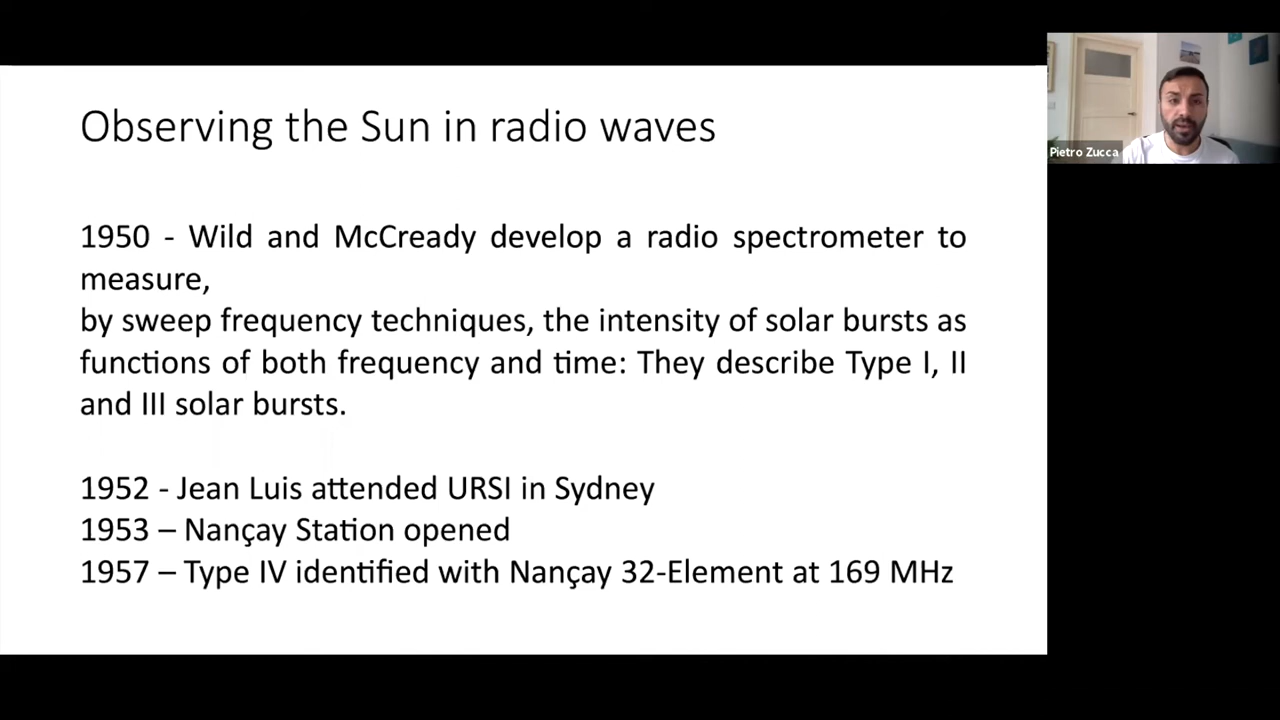 Observing the Sun in radio waves
Pietro Zucca
1950 - Wild and McCready develop a radio spectrometer to
measure,
by sweep frequency techniques, the intensity of solar bursts as
functions of both frequency and time: They describe Type I, II
and III solar bursts.
1952 - Jean Luis attended URSI in Sydney
1953 – Nançay Station opened
1957 – Type IV identified with Nançay 32-Element at 169 MHz